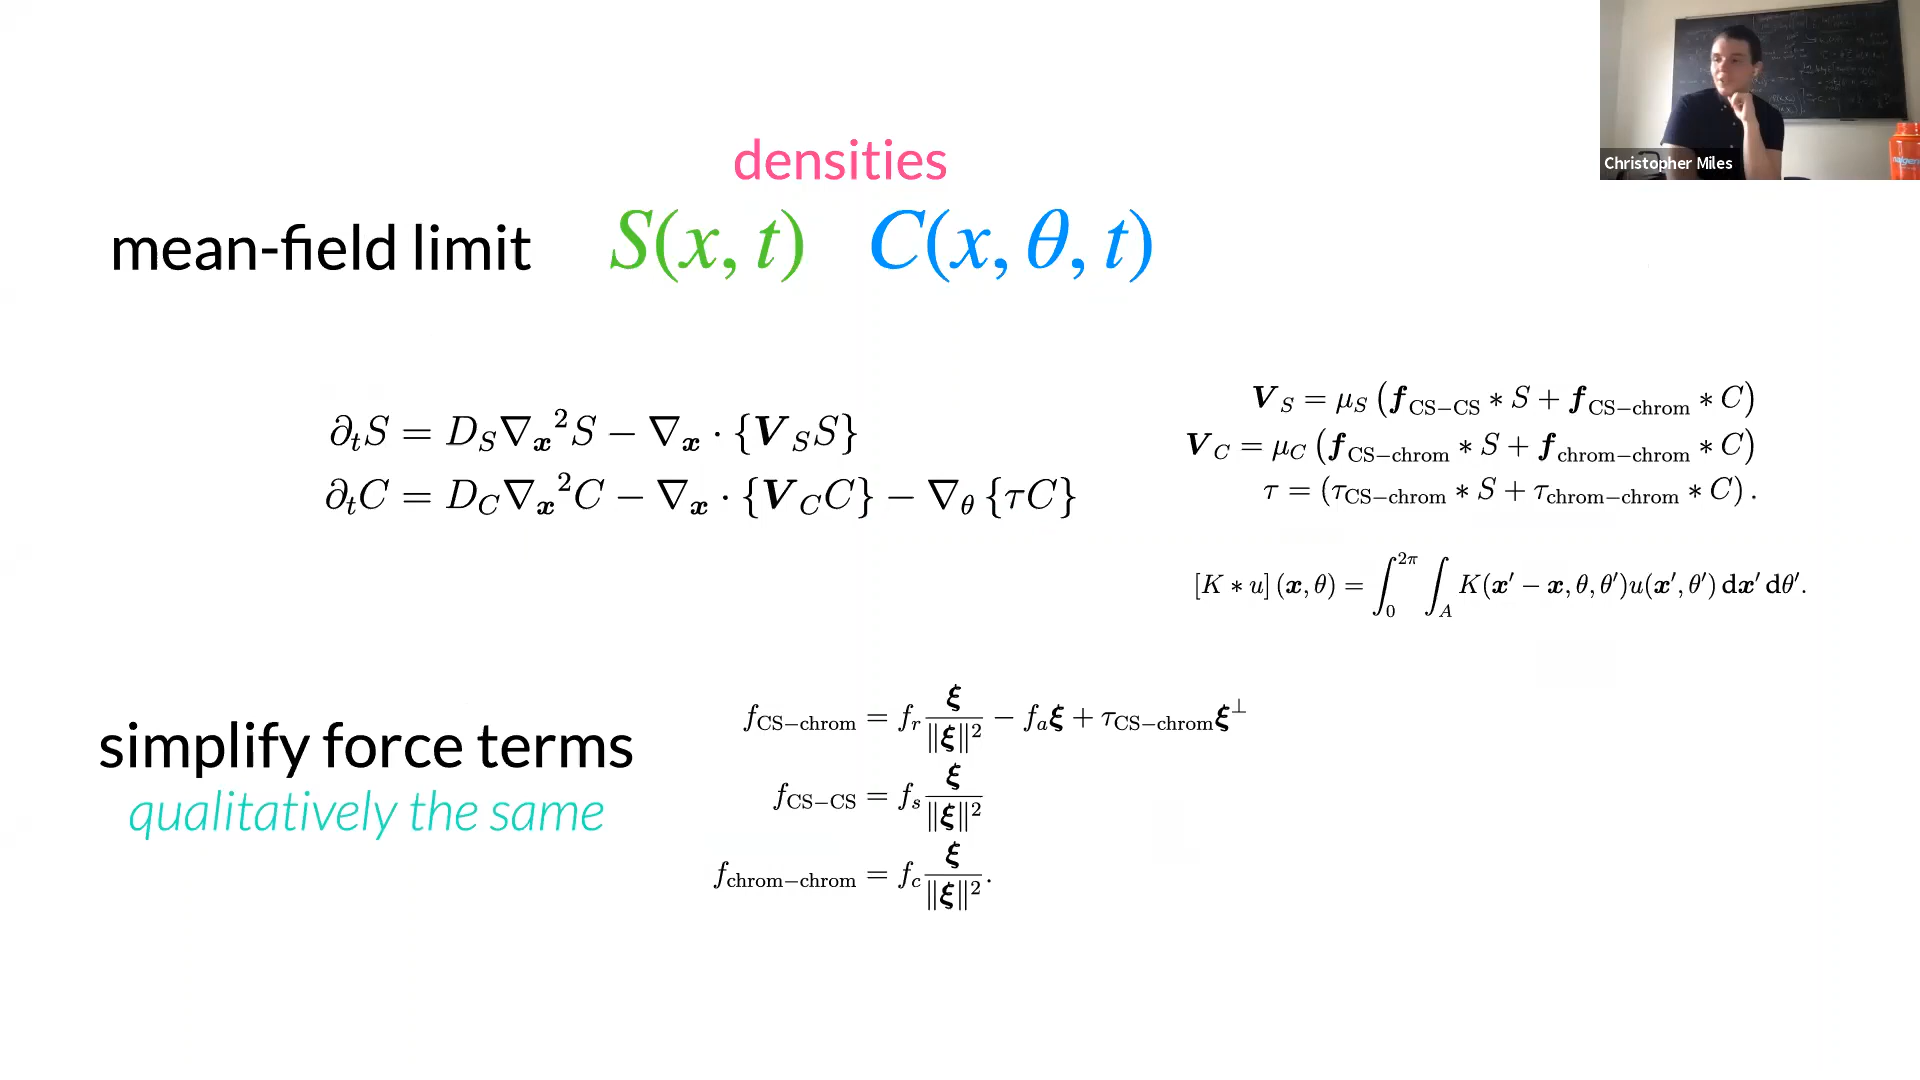 densities
mean-field limit S(x, t) C(x, θ, t)
∂ₜS = D_S∇ₓ²S − ∇ₓ · {V_S S}
∂ₜC = D_C∇ₓ²C − ∇ₓ · {V_C C} − ∇_θ {τC}
V_S = μ_S (f_CS−CS * S + f_CS−chrom * C)
V_C = μ_C (f_CS−chrom * S + f_chrom−chrom * C)
τ = (τ_CS−chrom * S + τ_chrom−chrom * C).
[K * u] (x, θ) = ∫₀^2π ∫_A K(x′ − x, θ, θ′)u(x′, θ′) dx′ dθ′.
simplify force terms
qualitatively the same
f_CS−chrom = f_r ξ/‖ξ‖² − f_a ξ + τ_CS−chrom ξ^⊥
f_CS−CS = f_s ξ/‖ξ‖²
f_chrom−chrom = f_c ξ/‖ξ‖².
Christopher Miles